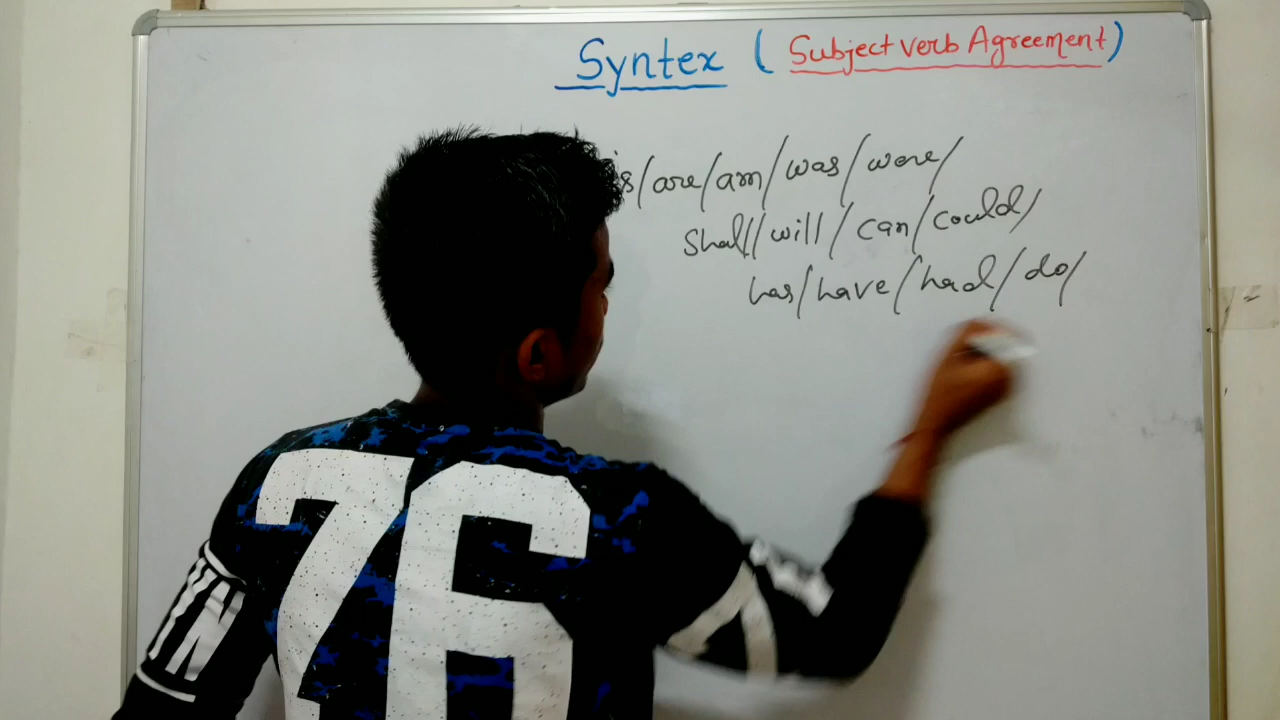 Syntex (Subject verb Agreement)
is/are/am/was/were/
shall/will/can/could/
has/have/had/do/
76